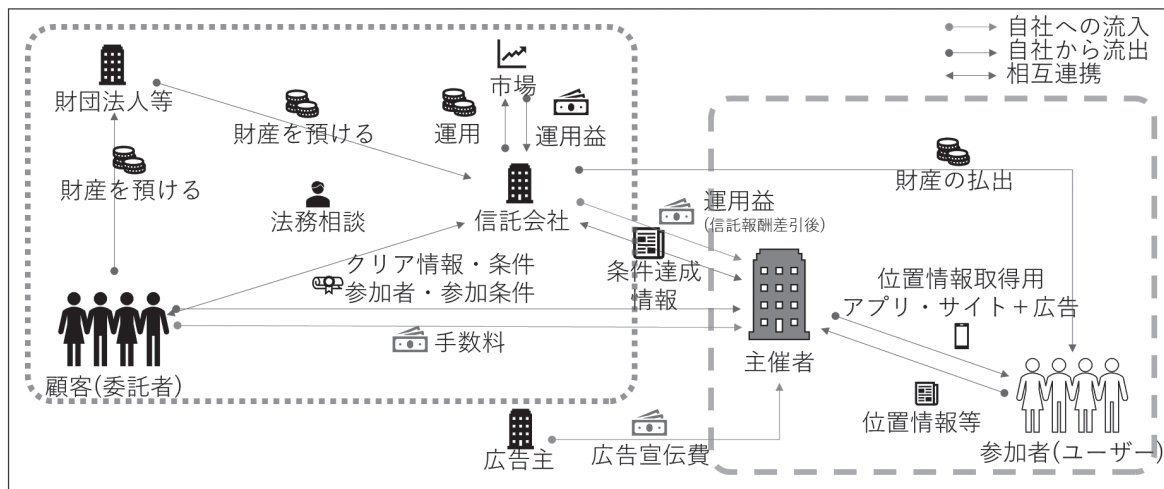 自社への流入
自社から流出
相互連携
財団法人等
市場
財産を預ける
運用
運用益
財産を預ける
法務相談
信託会社
財産の払出
運用益
(信託報酬差引後)
クリア情報・条件
参加者・参加条件
条件達成
情報
位置情報取得用
アプリ・サイト+広告
手数料
主催者
顧客(委託者)
位置情報等
広告主
広告宣伝費
参加者(ユーザー)